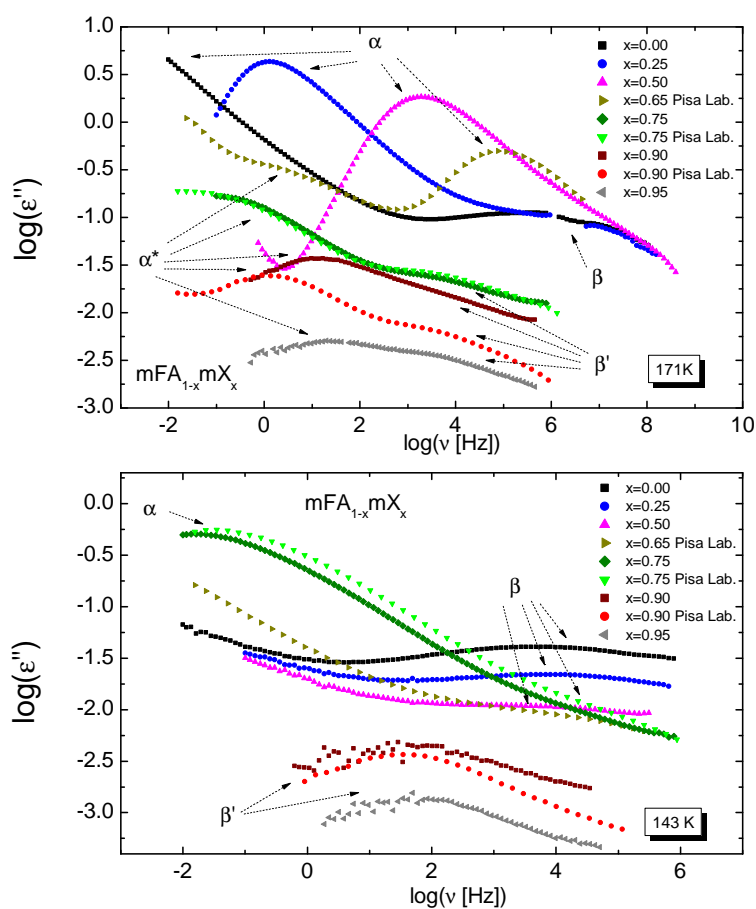 1.0
0.5
0.0
-0.5
-1.0
-1.5
-2.0
-2.5
-3.0
log(ε'')
α
x=0.00
x=0.25
x=0.50
x=0.65 Pisa Lab.
x=0.75
x=0.75 Pisa Lab.
x=0.90
x=0.90 Pisa Lab.
x=0.95
α*
β
β'
mFA1-xmXx
171K
-2 0 2 4 6 8 10
log(ν [Hz])
0.0
-0.5
-1.0
-1.5
-2.0
-2.5
-3.0
log(ε'')
mFA1-xmXx
α
x=0.00
x=0.25
x=0.50
x=0.65 Pisa Lab.
x=0.75
x=0.75 Pisa Lab.
x=0.90
x=0.90 Pisa Lab.
x=0.95
β
β'
143 K
-2 0 2 4 6
log(ν [Hz])